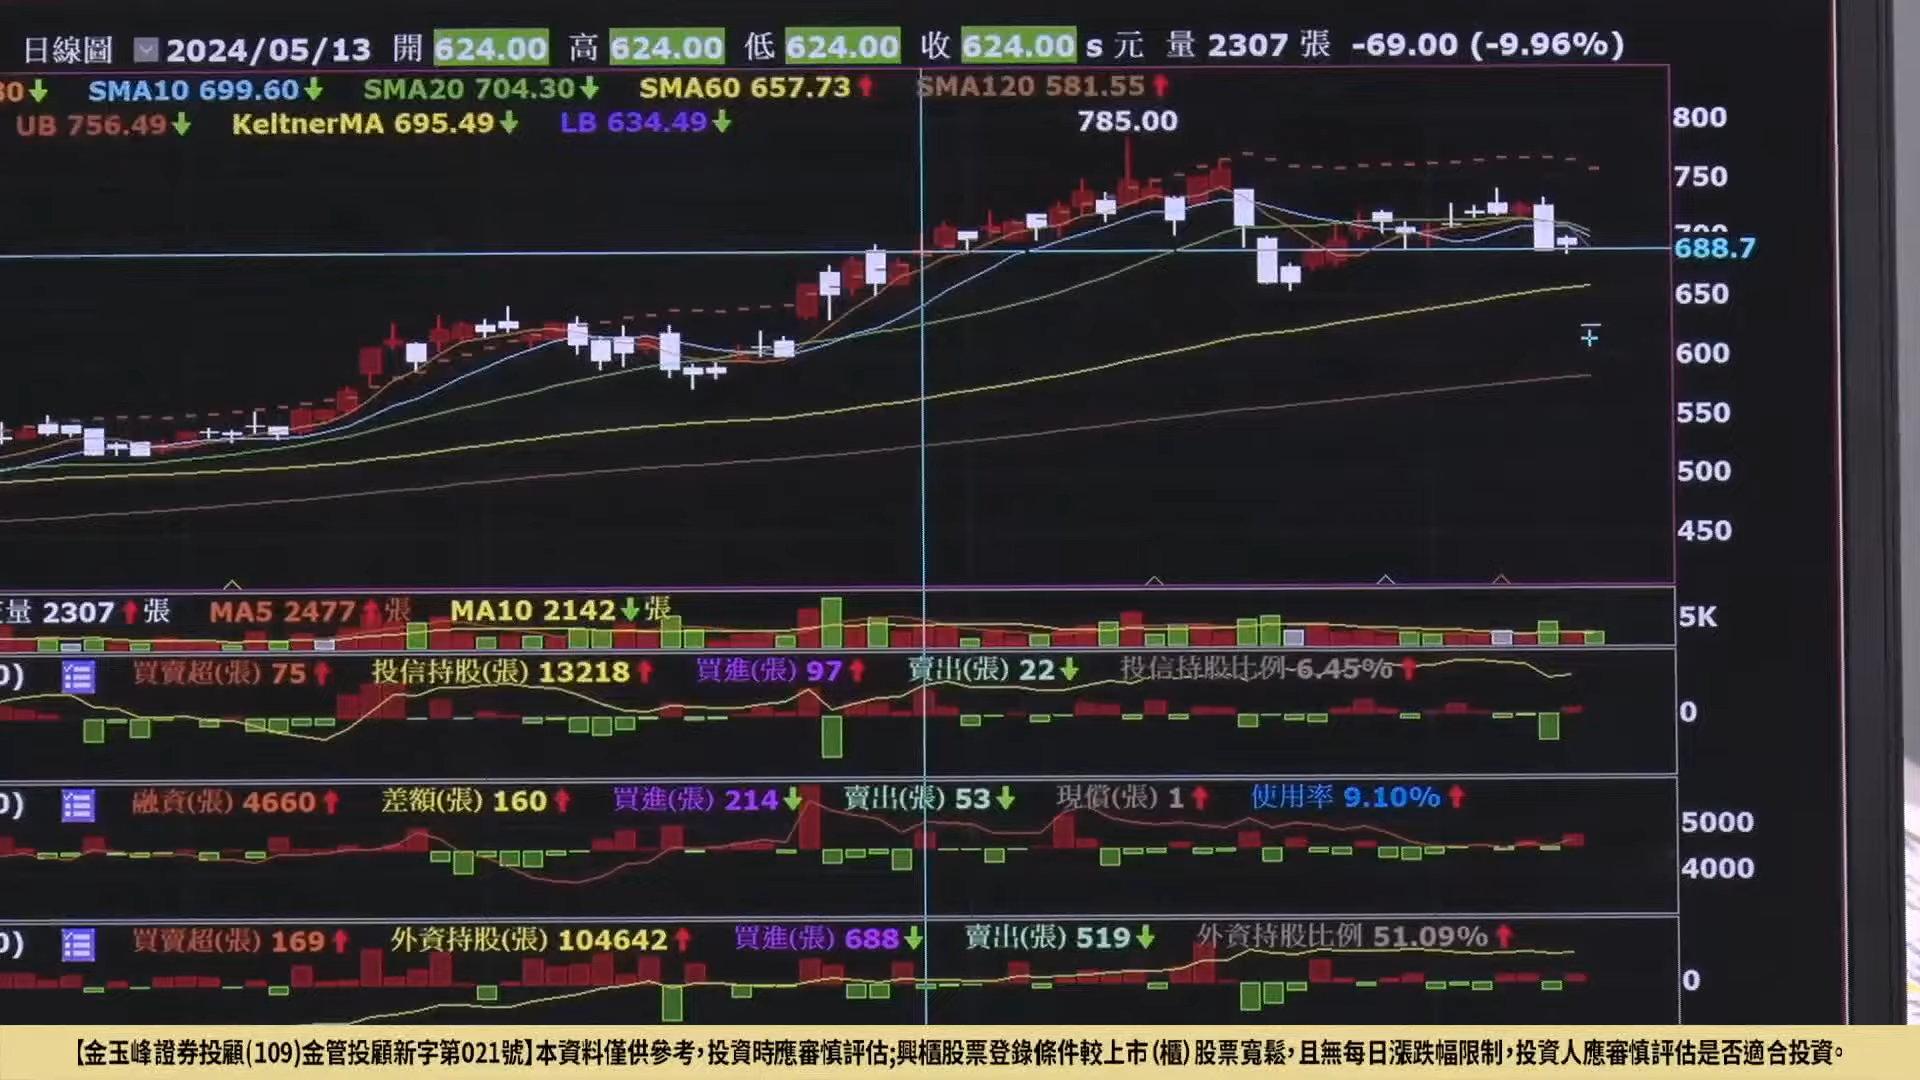 日線圖 2024/05/13 開 624.00 高 624.00 低 624.00 收 624.00 s 元 量 2307 張 -69.00 (-9.96%)
SMA10 699.60 SMA20 704.30 SMA60 657.73 SMA120 581.55
UB 756.49 KeltnerMA 695.49 LB 634.49
785.00
800
750
688.7
650
600
550
500
450
量 2307 張 MA5 2477 張 MA10 2142 張
5K
買賣超(張) 75 投信持股(張) 13218 買進(張) 97 賣出(張) 22 投信持股比例 6.45%
0
融資(張) 4660 差額(張) 160 買進(張) 214 賣出(張) 53 現償(張) 1 使用率 9.10%
5000
4000
買賣超(張) 169 外資持股(張) 104642 買進(張) 688 賣出(張) 519 外資持股比例 51.09%
0
【金玉峰證券投顧(109)金管投顧新字第021號】本資料僅供參考，投資時應審慎評估；興櫃股票登錄條件較上市(櫃)股票寬鬆，且無每日漲跌幅限制，投資人應審慎評估是否適合投資。